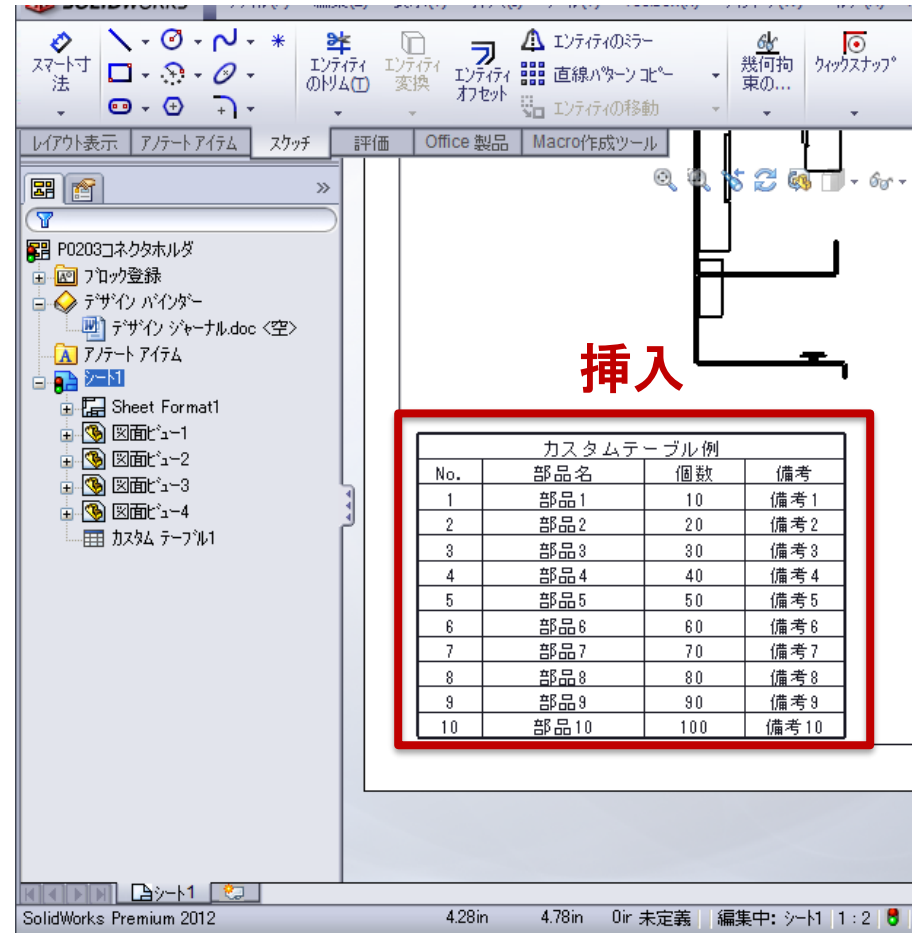 SOLIDWORKS
スマート寸法
エンティティのトリム(T)
エンティティ変換
エンティティオフセット
エンティティのミラー
直線パターン コピー
エンティティの移動
幾何拘束の...
クイックスナップ
レイアウト表示 アノテート アイテム スケッチ 評価 Office 製品 Macro作成ツール
P0203コネクタホルダ
ブロック登録
デザイン バインダー
デザイン ジャーナル.doc <空>
アノテート アイテム
シート1
Sheet Format1
図面ビュー1
図面ビュー2
図面ビュー3
図面ビュー4
カスタム テーブル1
挿入
カスタムテーブル例
No. 部品名 個数 備考
1 部品1 10 備考1
2 部品2 20 備考2
3 部品3 30 備考3
4 部品4 40 備考4
5 部品5 50 備考5
6 部品6 60 備考6
7 部品7 70 備考7
8 部品8 80 備考8
9 部品9 90 備考9
10 部品10 100 備考10
シート1
SolidWorks Premium 2012 4.28in 4.78in 0in 未定義 編集中: シート1 1 : 2